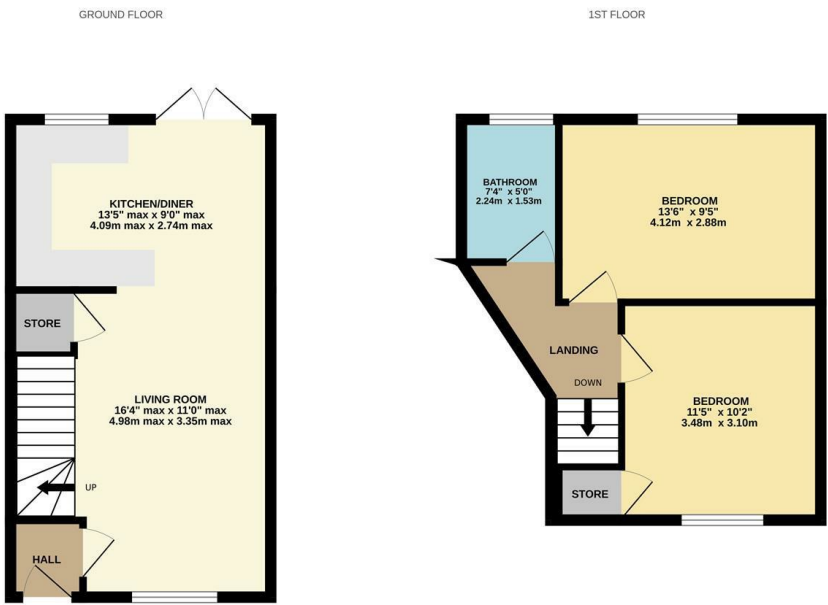 GROUND FLOOR
KITCHEN/DINER
13'5" max x 9'0" max
4.09m max x 2.74m max
STORE
LIVING ROOM
16'4" max x 11'0" max
4.98m max x 3.35m max
UP
HALL
1ST FLOOR
BATHROOM
7'4" x 5'0"
2.24m x 1.53m
BEDROOM
13'6" x 9'5"
4.12m x 2.88m
LANDING
DOWN
BEDROOM
11'5" x 10'2"
3.48m x 3.10m
STORE